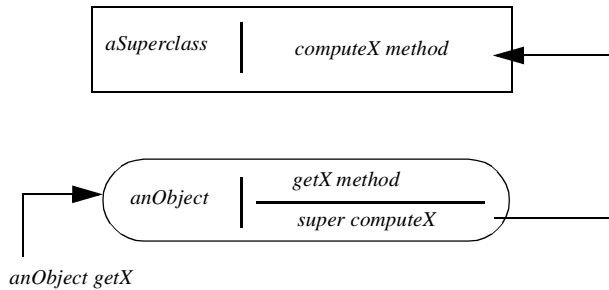 aSuperclass
computeX method
anObject
getX method
super computeX
anObject getX